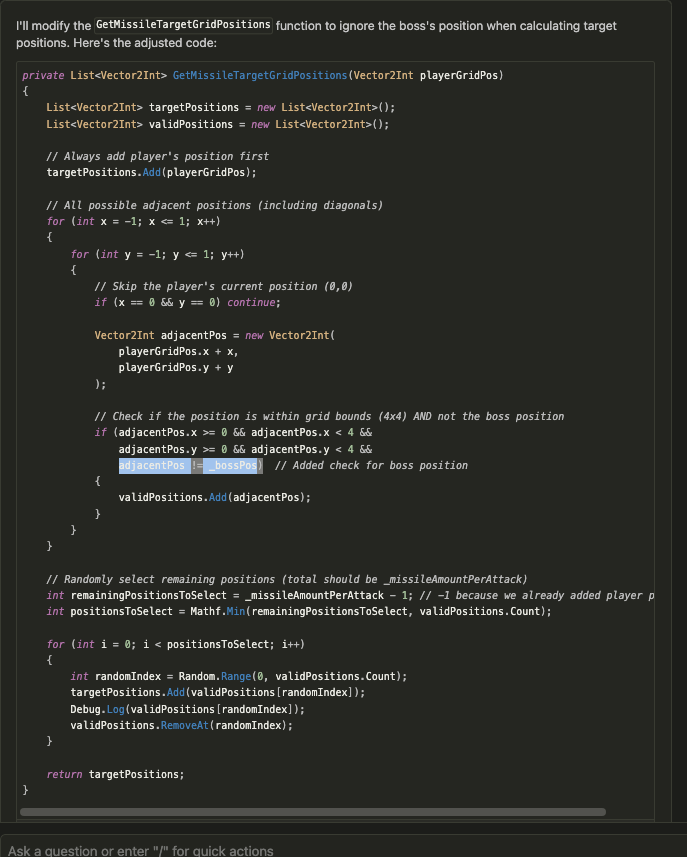 I'll modify the GetMissileTargetGridPositions function to ignore the boss's position when calculating target
positions. Here's the adjusted code:
private List<Vector2Int> GetMissileTargetGridPositions(Vector2Int playerGridPos)
{
    List<Vector2Int> targetPositions = new List<Vector2Int>();
    List<Vector2Int> validPositions = new List<Vector2Int>();

    // Always add player's position first
    targetPositions.Add(playerGridPos);

    // All possible adjacent positions (including diagonals)
    for (int x = -1; x <= 1; x++)
    {
        for (int y = -1; y <= 1; y++)
        {
            // Skip the player's current position (0,0)
            if (x == 0 && y == 0) continue;

            Vector2Int adjacentPos = new Vector2Int(
                playerGridPos.x + x,
                playerGridPos.y + y
            );

            // Check if the position is within grid bounds (4x4) AND not the boss position
            if (adjacentPos.x >= 0 && adjacentPos.x < 4 &&
                adjacentPos.y >= 0 && adjacentPos.y < 4 &&
                adjacentPos != _bossPos)  // Added check for boss position
            {
                validPositions.Add(adjacentPos);
            }
        }
    }

    // Randomly select remaining positions (total should be _missileAmountPerAttack)
    int remainingPositionsToSelect = _missileAmountPerAttack - 1; // -1 because we already added player p
    int positionsToSelect = Mathf.Min(remainingPositionsToSelect, validPositions.Count);

    for (int i = 0; i < positionsToSelect; i++)
    {
        int randomIndex = Random.Range(0, validPositions.Count);
        targetPositions.Add(validPositions[randomIndex]);
        Debug.Log(validPositions[randomIndex]);
        validPositions.RemoveAt(randomIndex);
    }

    return targetPositions;
}
Ask a question or enter "/" for quick actions